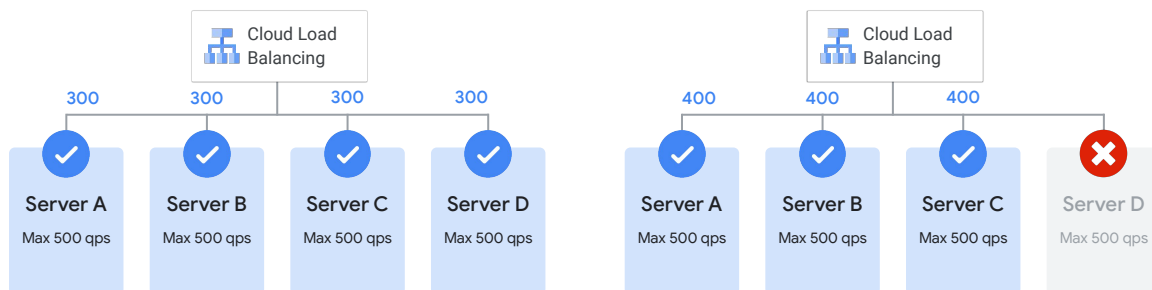 Cloud Load
Balancing
300
300
300
300
Server A
Server B
Server C
Server D
Max 500 qps
Max 500 qps
Max 500 qps
Max 500 qps
Cloud Load
Balancing
400
400
400
Server A
Server B
Server C
Server D
Max 500 qps
Max 500 qps
Max 500 qps
Max 500 qps